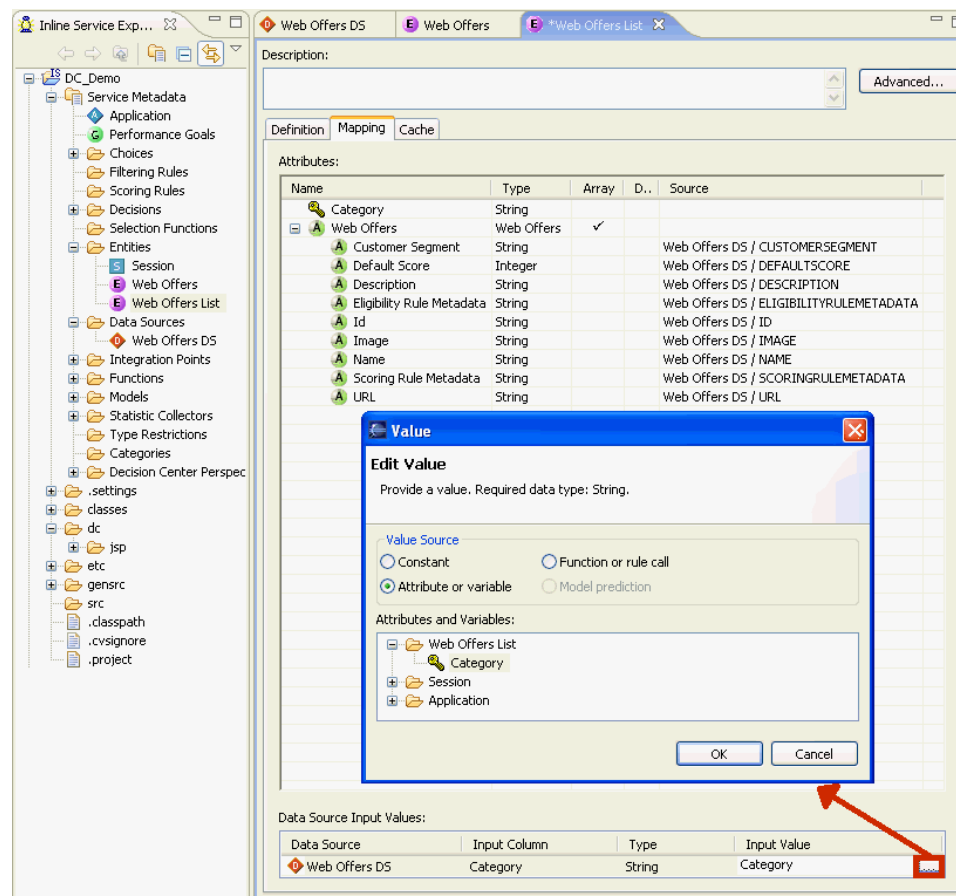 Inline Service Exp...
DC_Demo
Service Metadata
Application
Performance Goals
Choices
Filtering Rules
Scoring Rules
Decisions
Selection Functions
Entities
Session
Web Offers
Web Offers List
Data Sources
Web Offers DS
Integration Points
Functions
Models
Statistic Collectors
Type Restrictions
Categories
Decision Center Perspec
.settings
classes
dc
jsp
etc
gensrc
src
.classpath
.cvsignore
.project
Web Offers DS Web Offers *Web Offers List
Description:
Advanced...
Definition Mapping Cache
Attributes:
Name Type Array D.. Source
Category String
Web Offers Web Offers
Customer Segment String Web Offers DS / CUSTOMERSEGMENT
Default Score Integer Web Offers DS / DEFAULTSCORE
Description String Web Offers DS / DESCRIPTION
Eligibility Rule Metadata String Web Offers DS / ELIGIBILITYRULEMETADATA
Id String Web Offers DS / ID
Image String Web Offers DS / IMAGE
Name String Web Offers DS / NAME
Scoring Rule Metadata String Web Offers DS / SCORINGRULEMETADATA
URL String Web Offers DS / URL
Value
Edit Value
Provide a value. Required data type: String.
Value Source
Constant Function or rule call
Attribute or variable Model prediction
Attributes and Variables:
Web Offers List
Category
Session
Application
OK Cancel
Data Source Input Values:
Data Source Input Column Type Input Value
Web Offers DS Category String Category ...